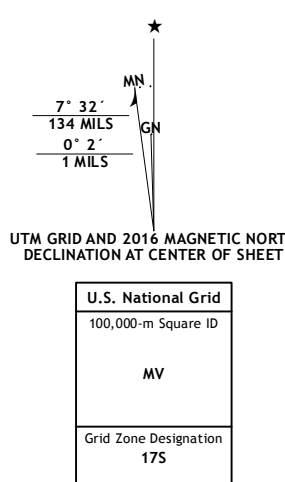 ★
MN
7° 32´
134 MILS
GN
0° 2´
1 MILS
UTM GRID AND 2016 MAGNETIC NORT
DECLINATION AT CENTER OF SHEET
U.S. National Grid
100,000-m Square ID
MV
Grid Zone Designation
17S